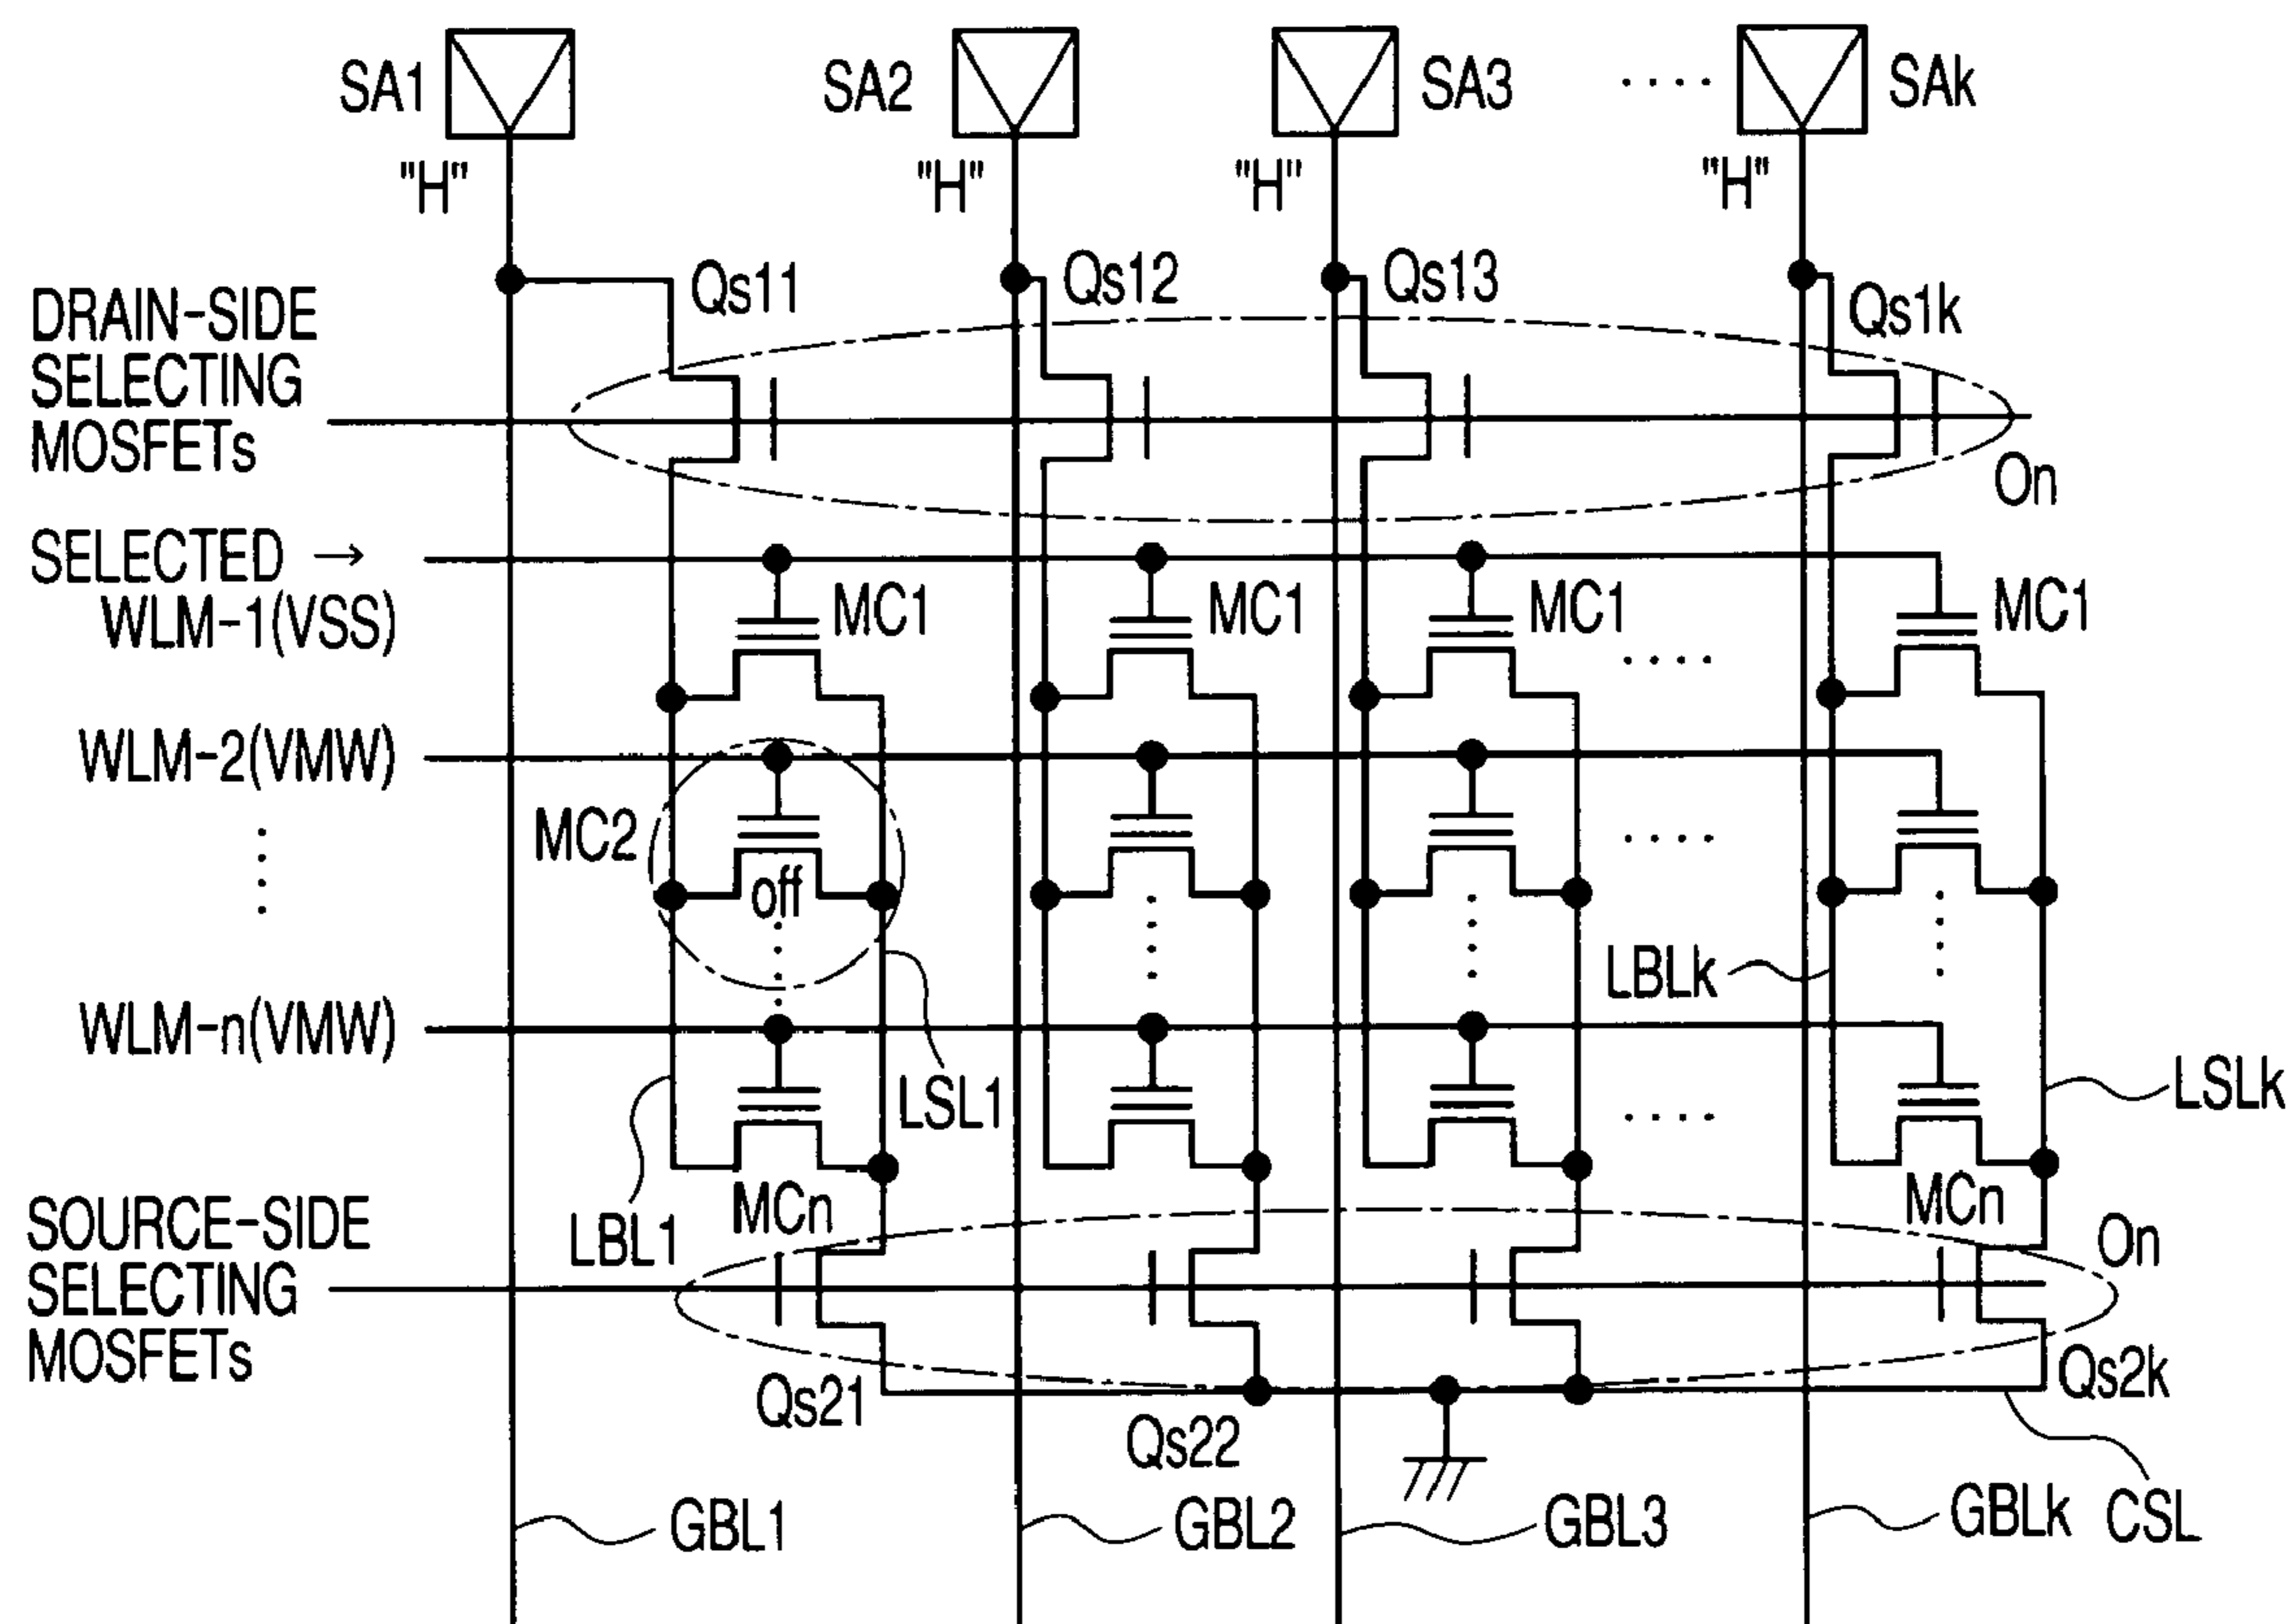 SA1
SA2
SA3
....
SAk
"H"
"H"
"H"
"H"
Qs11
Qs12
Qs13
Qs1k
DRAIN-SIDE
SELECTING
MOSFETs
On
SELECTED →
WLM-1(VSS)
MC1
MC1
MC1
....
MC1
WLM-2(VMW)
MC2
off
....
LBLk
WLM-n(VMW)
LSL1
....
LSLk
LBL1
MCn
MCn
SOURCE-SIDE
SELECTING
MOSFETs
On
Qs21
Qs22
Qs2k
GBL1
GBL2
GBL3
GBLk
CSL